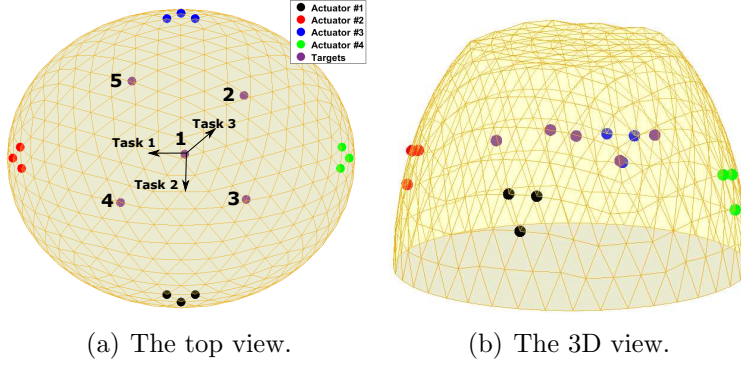 Actuator #1
Actuator #2
Actuator #3
Actuator #4
Targets
5
2
1
Task 3
Task 1
Task 2
4
3
(a) The top view.
(b) The 3D view.